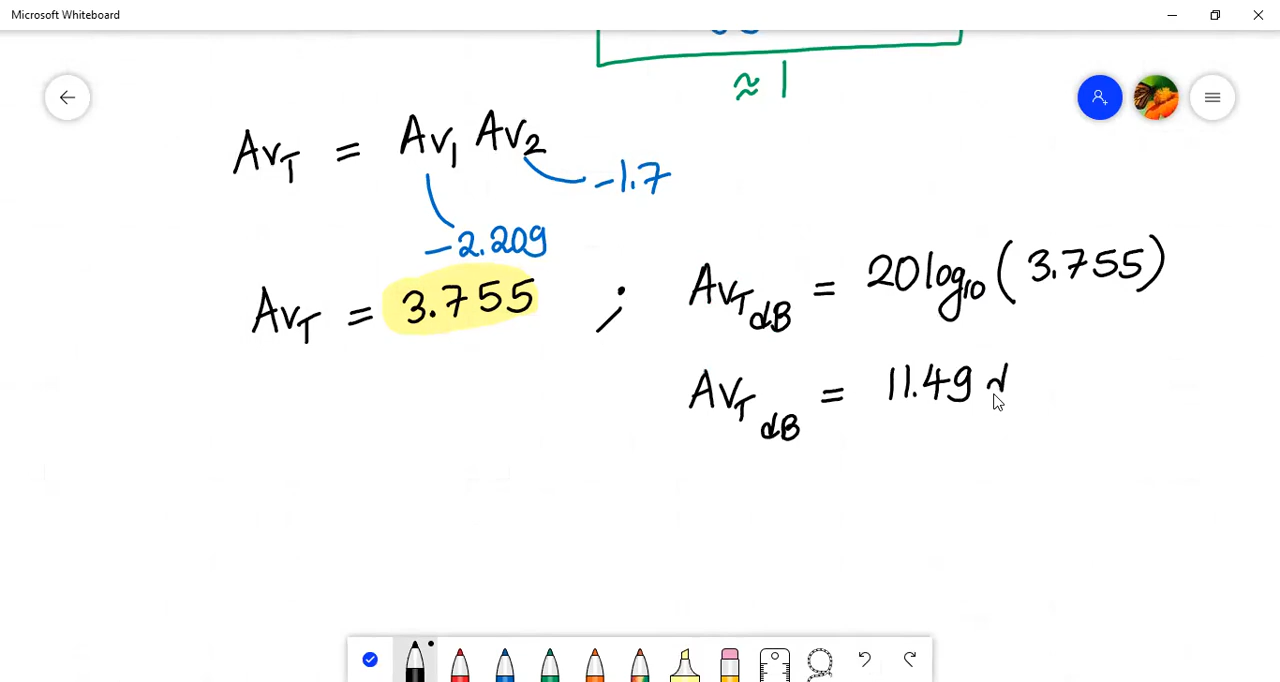 Microsoft Whiteboard
≈ 1
AvT = Av1 Av2
-1.7
-2.209
AvT = 3.755 ; AvTdB = 20log10(3.755)
AvTdB = 11.49 d